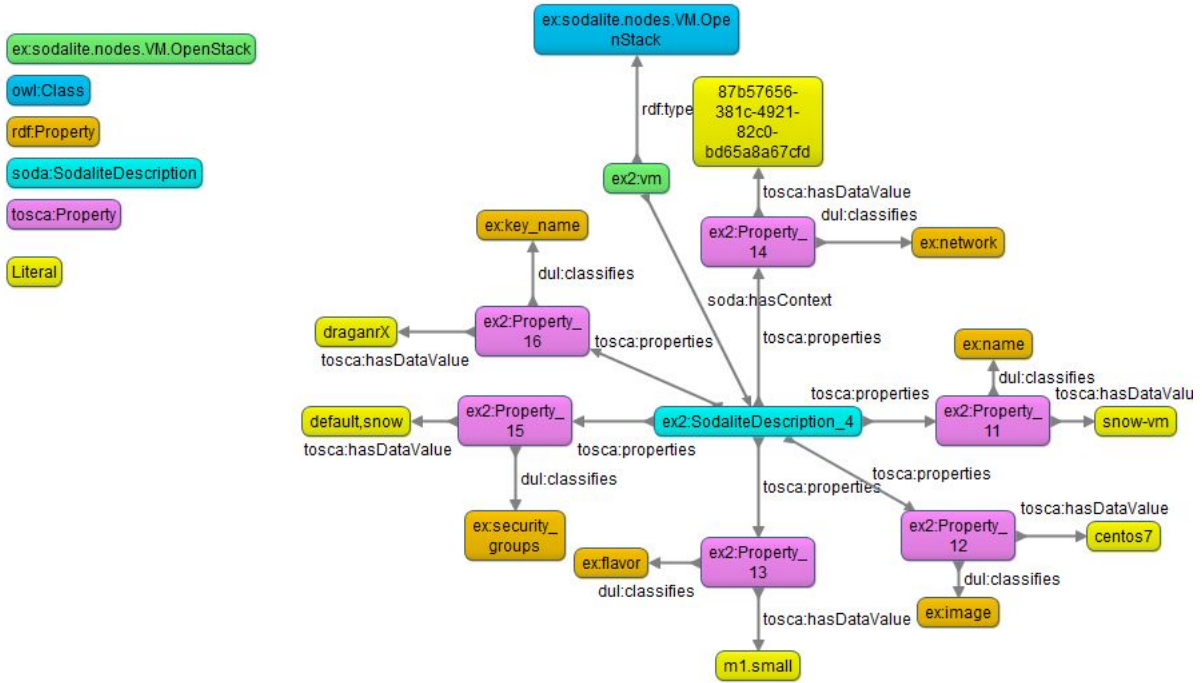 ex:sodalite.nodes.VM.OpenStack
owl:Class
rdf:Property
soda:SodaliteDescription
tosca:Property
Literal
ex:sodalite.nodes.VM.Ope
nStack
rdf:type
87b57656-
381c-4921-
82c0-
bd65a8a67cfd
ex2:vm
tosca:hasDataValue
dul:classifies
ex2:Property_
14
ex:network
ex:key_name
dul:classifies
soda:hasContext
draganrX
ex2:Property_
16
tosca:hasDataValue
tosca:properties
tosca:properties
ex:name
dul:classifies
tosca:properties
tosca:hasDataValu
default,snow
ex2:Property_
15
tosca:hasDataValue
tosca:properties
ex2:SodaliteDescription_4
ex2:Property_
11
snow-vm
dul:classifies
tosca:properties
tosca:properties
ex:security_
groups
tosca:hasDataValue
ex2:Property_
12
centos7
ex:flavor
ex2:Property_
13
dul:classifies
dul:classifies
ex:image
tosca:hasDataValue
m1.small